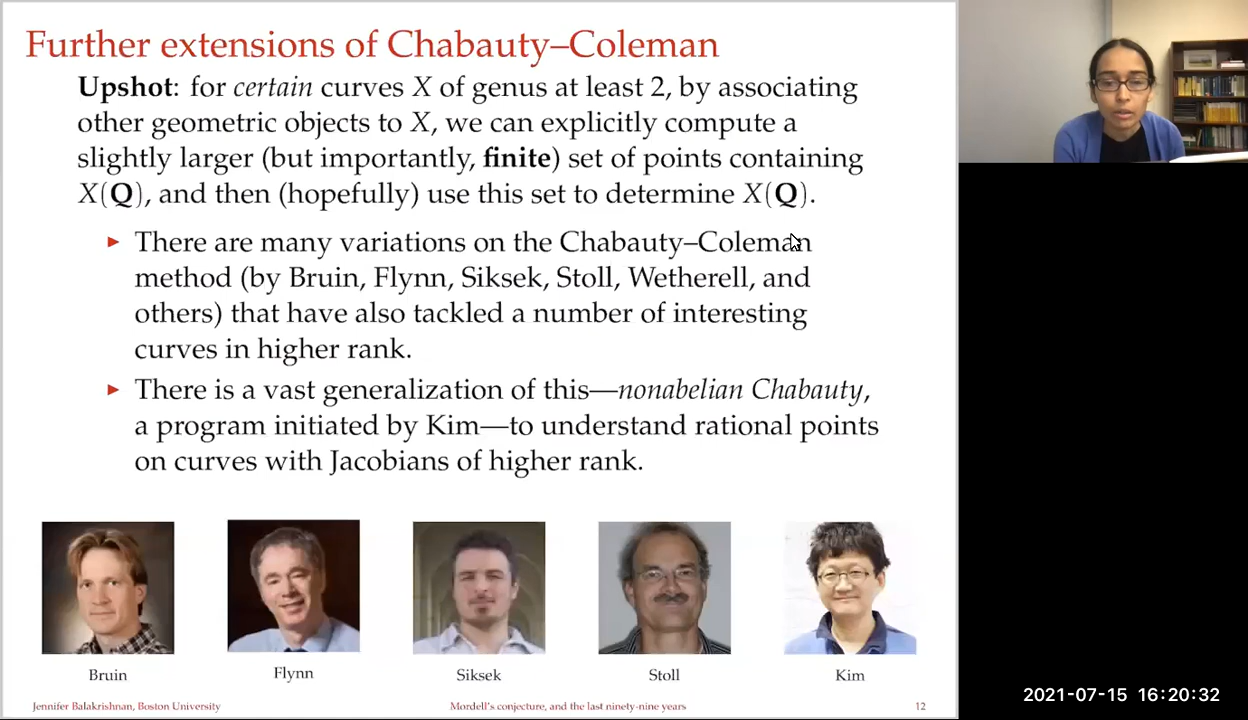 Further extensions of Chabauty–Coleman
Upshot: for certain curves X of genus at least 2, by associating
other geometric objects to X, we can explicitly compute a
slightly larger (but importantly, finite) set of points containing
X(Q), and then (hopefully) use this set to determine X(Q).
▶ There are many variations on the Chabauty–Coleman
method (by Bruin, Flynn, Siksek, Stoll, Wetherell, and
others) that have also tackled a number of interesting
curves in higher rank.
▶ There is a vast generalization of this—nonabelian Chabauty,
a program initiated by Kim—to understand rational points
on curves with Jacobians of higher rank.
Bruin
Flynn
Siksek
Stoll
Kim
Jennifer Balakrishnan, Boston University
Mordell's conjecture, and the last ninety-nine years
12
2021-07-15 16:20:32